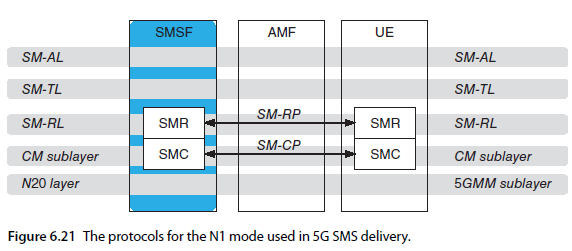 SMSF AMF UE
SM-AL SM-AL
SM-TL SM-TL
SM-RL SMR SM-RP SMR SM-RL
CM sublayer SMC SM-CP SMC CM sublayer
N20 layer 5GMM sublayer
Figure 6.21 The protocols for the N1 mode used in 5G SMS delivery.